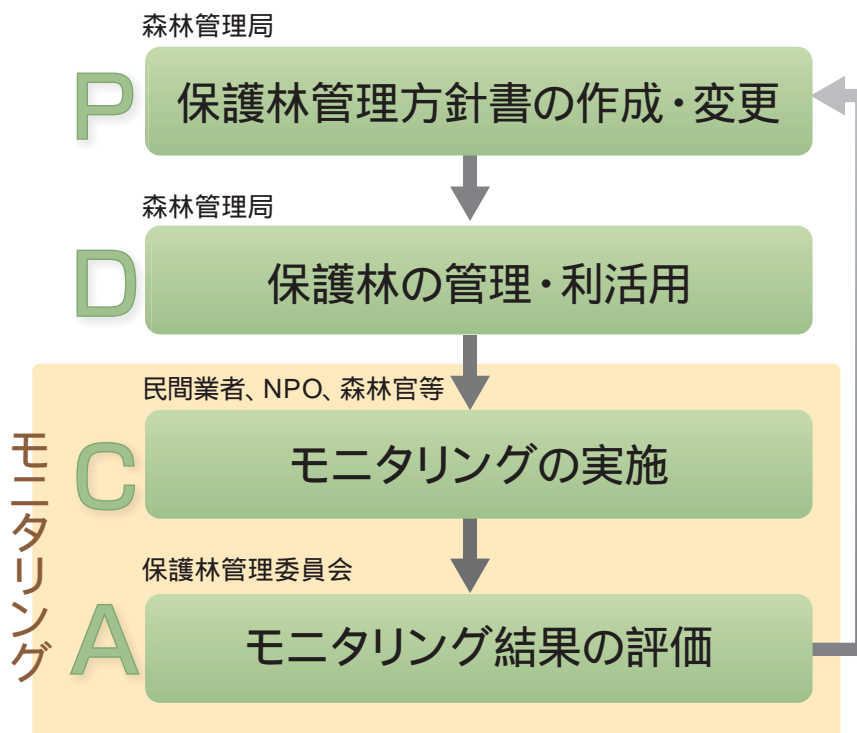 森林管理局
P
保護林管理方針書の作成・変更
森林管理局
D
保護林の管理・利活用
モニタリング
民間業者、NPO、森林官等
C
モニタリングの実施
保護林管理委員会
A
モニタリング結果の評価